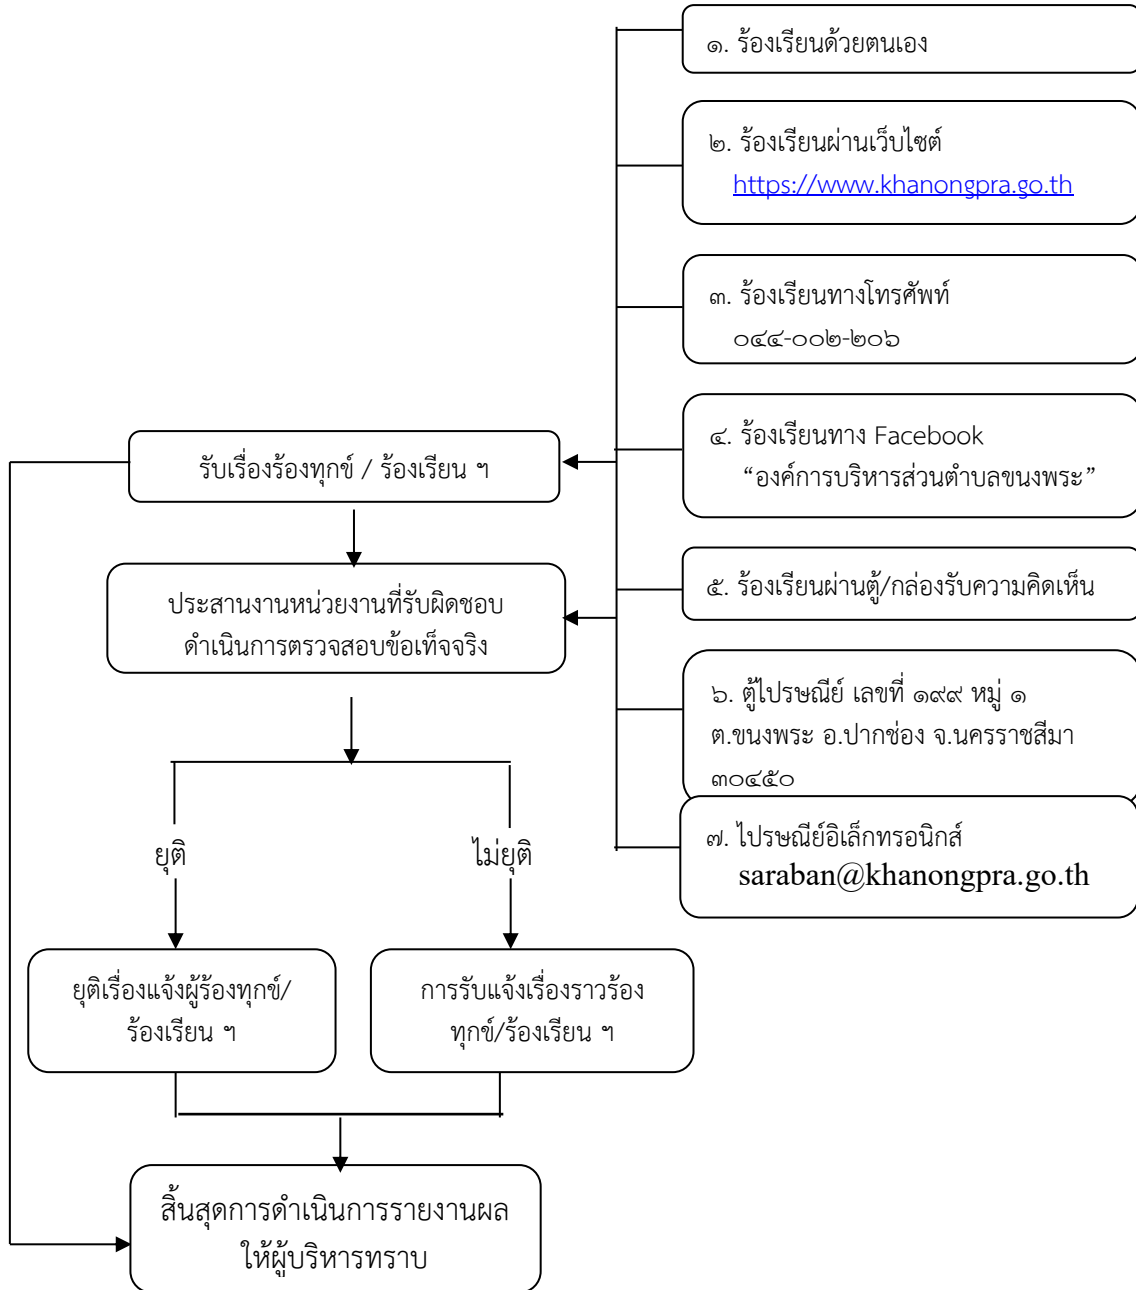 ๑. ร้องเรียนด้วยตนเอง
๒. ร้องเรียนผ่านเว็บไซต์
https://www.khanongpra.go.th
๓. ร้องเรียนทางโทรศัพท์
๐๔๔-๐๐๒-๒๐๖
๔. ร้องเรียนทาง Facebook
“องค์การบริหารส่วนตำบลขนงพระ”
๕. ร้องเรียนผ่านตู้/กล่องรับความคิดเห็น
๖. ตู้ไปรษณีย์ เลขที่ ๑๙๙ หมู่ ๑
ต.ขนงพระ อ.ปากช่อง จ.นครราชสีมา
๓๐๔๕๐
๗. ไปรษณีย์อิเล็กทรอนิกส์
saraban@khanongpra.go.th
รับเรื่องร้องทุกข์ / ร้องเรียน ฯ
ประสานงานหน่วยงานที่รับผิดชอบ
ดำเนินการตรวจสอบข้อเท็จจริง
ยุติ
ไม่ยุติ
ยุติเรื่องแจ้งผู้ร้องทุกข์/
ร้องเรียน ฯ
การรับแจ้งเรื่องราวร้อง
ทุกข์/ร้องเรียน ฯ
สิ้นสุดการดำเนินการรายงานผล
ให้ผู้บริหารทราบ